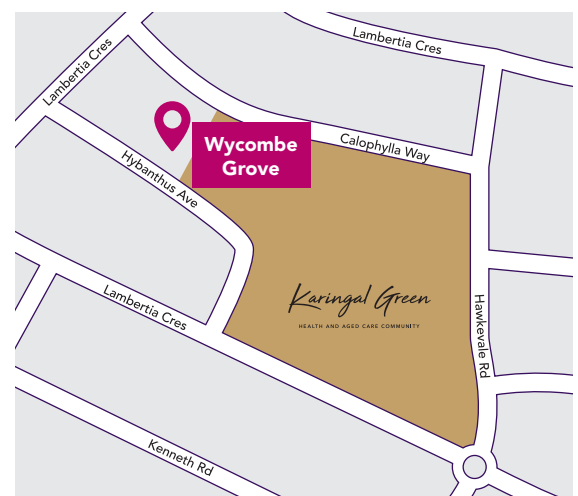 Lambertia Cres
Lambertia Cres
Wycombe
Grove
Calophylla Way
Hybanthus Ave
Karingal Green
HEALTH AND AGED CARE COMMUNITY
Lambertia Cres
Hawkevale Rd
Kenneth Rd